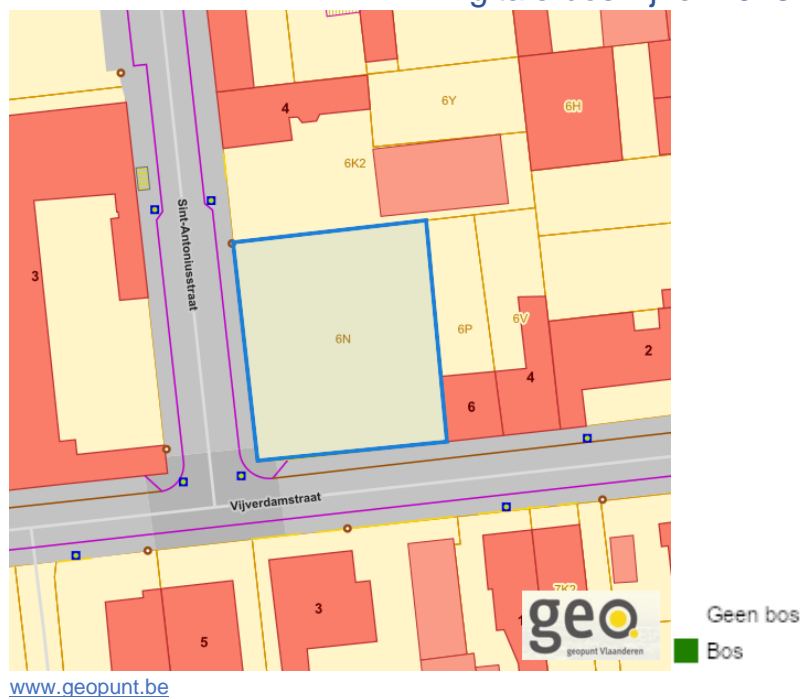 4
6Y
6H
6K2
Sint-Antoniusstraat
3
6N
6P
6V
2
4
6
Vijverdamstraat
7K2
3
5
1
geo
geopunt Vlaanderen
Geen bos
Bos
www.geopunt.be